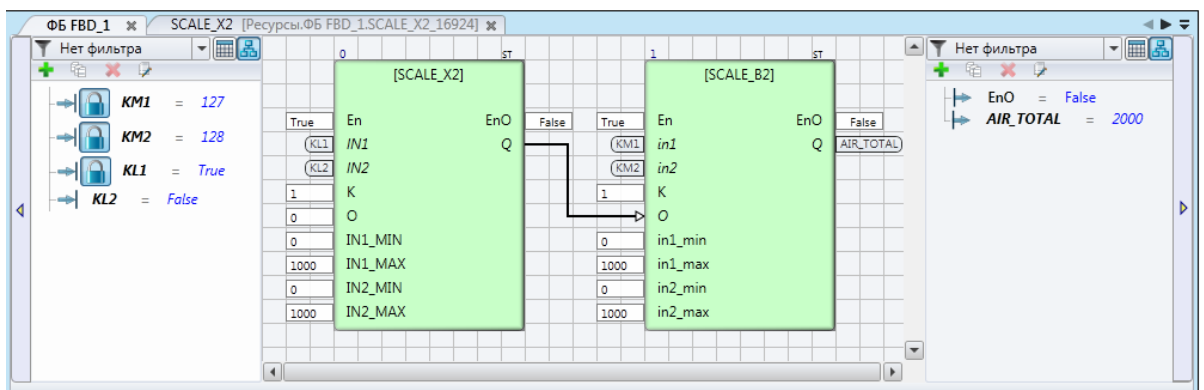 ФБ FBD_1 SCALE_X2 [Ресурсы.ФБ FBD_1.SCALE_X2_16924]
Нет фильтра
KM1 = 127
KM2 = 128
KL1 = True
KL2 = False
0 ST
[SCALE_X2]
True En EnO False
KL1 IN1 Q
KL2 IN2
1 K
0 O
0 IN1_MIN
1000 IN1_MAX
0 IN2_MIN
1000 IN2_MAX
1 ST
[SCALE_B2]
True En EnO False
KM1 in1 Q AIR_TOTAL
KM2 in2
1 K
O
0 in1_min
1000 in1_max
0 in2_min
1000 in2_max
Нет фильтра
EnO = False
AIR_TOTAL = 2000